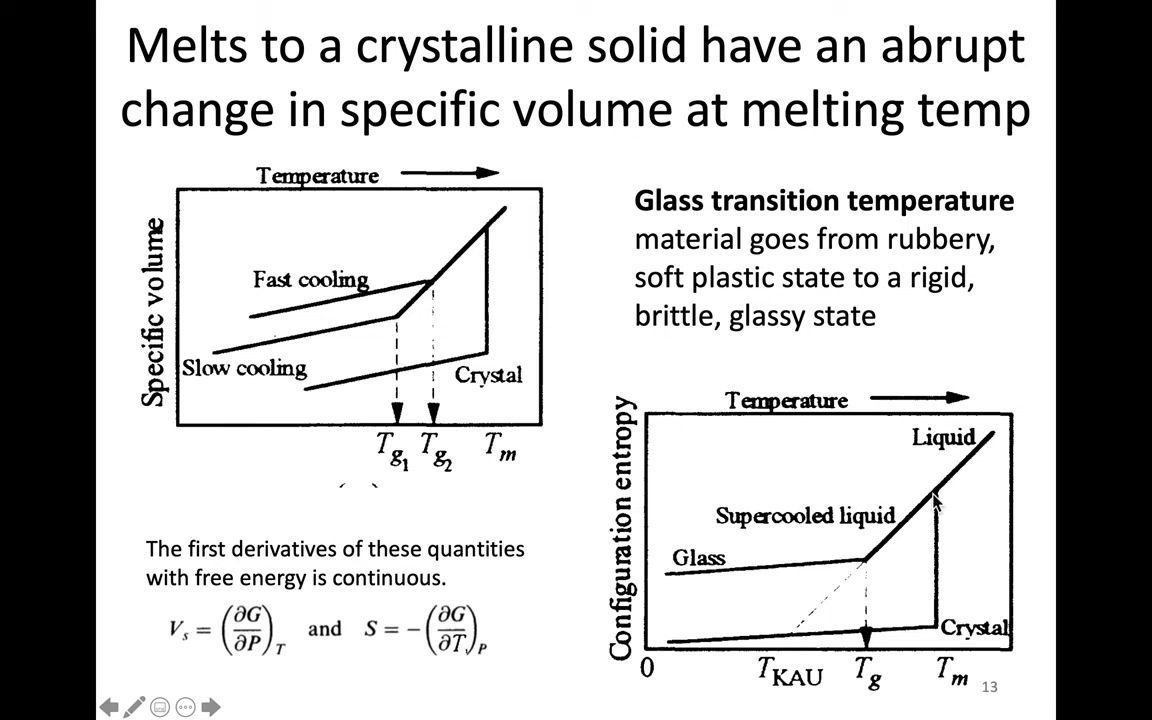 Melts to a crystalline solid have an abrupt
change in specific volume at melting temp
Temperature
Specific volume
Fast cooling
Slow cooling
Crystal
Tg1 Tg2 Tm
Glass transition temperature
material goes from rubbery,
soft plastic state to a rigid,
brittle, glassy state
The first derivatives of these quantities
with free energy is continuous.
Vs = (∂G/∂P)T and S = −(∂G/∂T,)P
Temperature
Configuration entropy
Liquid
Supercooled liquid
Glass
Crystal
0 TKAU Tg Tm
13